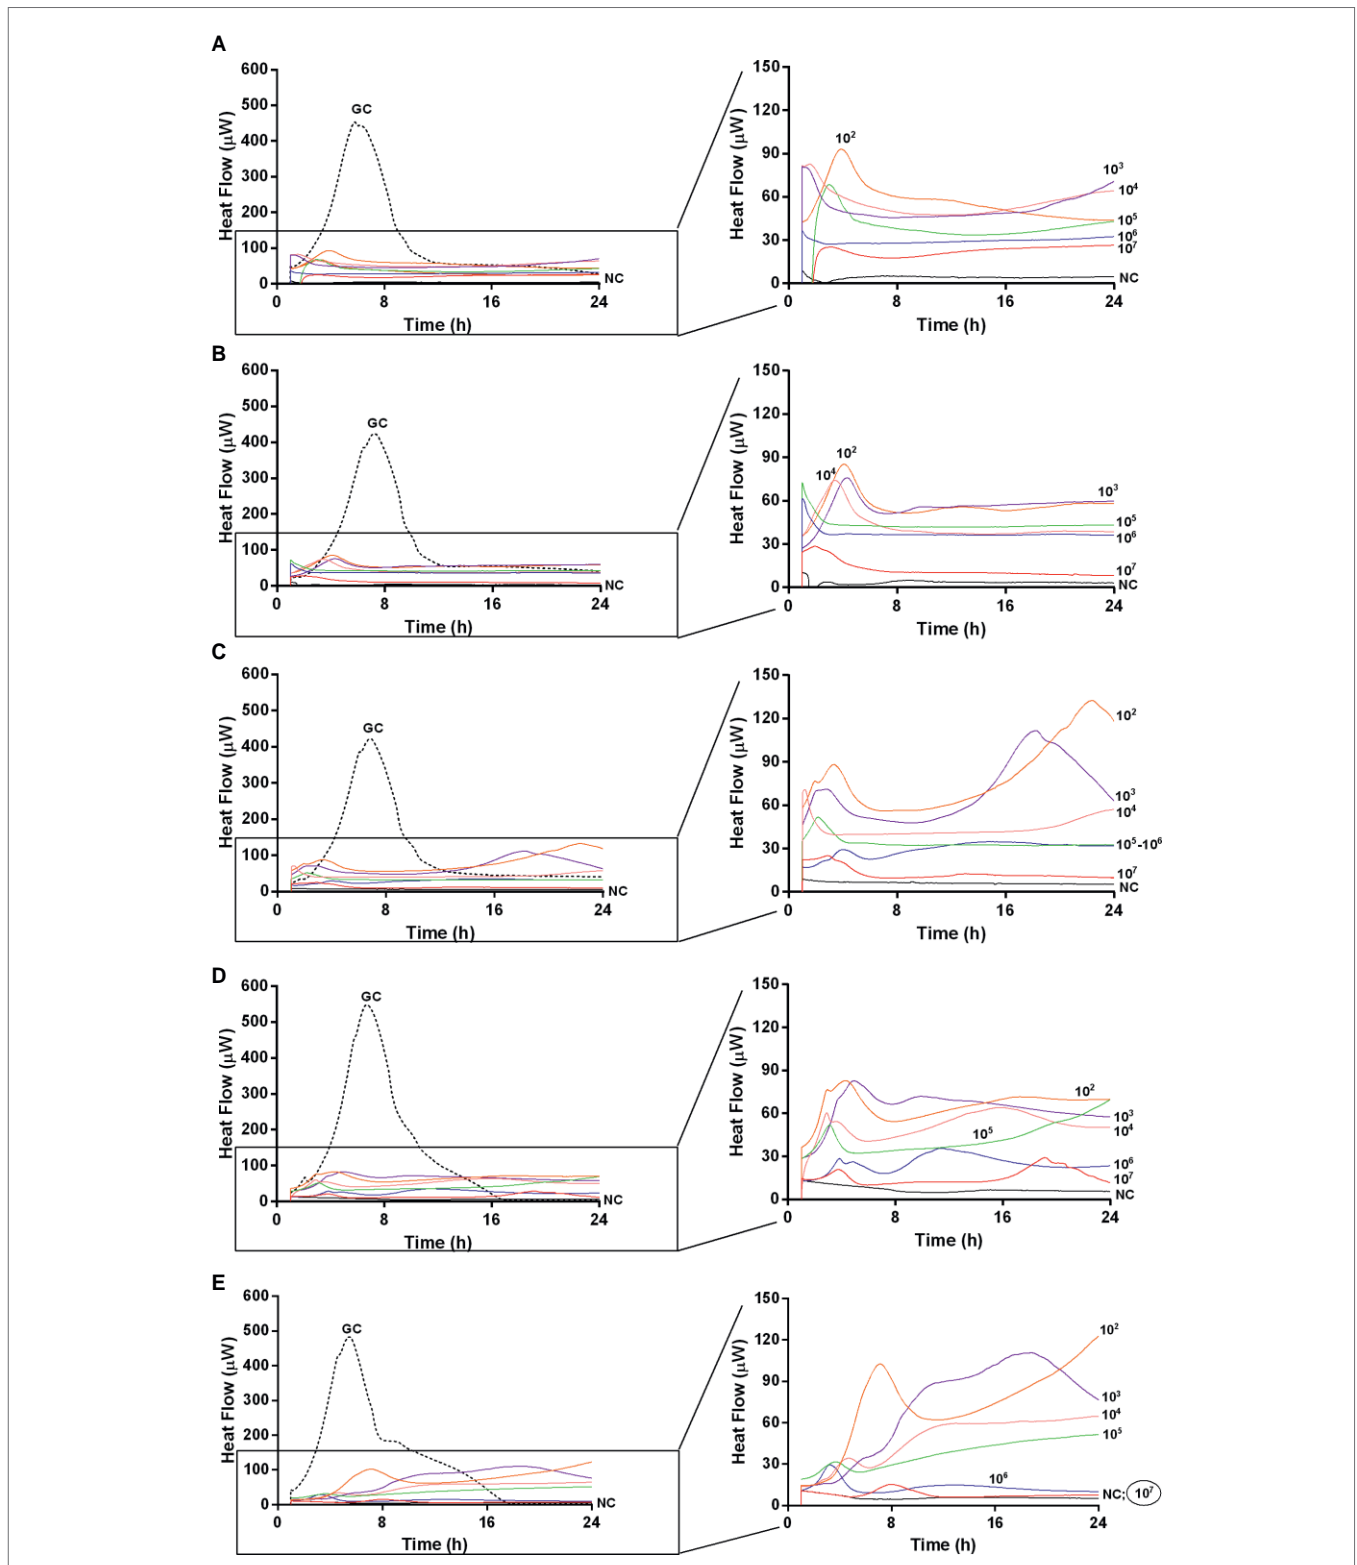 A
600
500
400
300
200
100
0
Heat Flow (μW)
GC
NC
0 8 16 24
Time (h)
150
120
90
60
30
0
Heat Flow (μW)
10²
10³
10⁴
10⁵
10⁶
10⁷
NC
0 8 16 24
Time (h)
B
600
500
400
300
200
100
0
Heat Flow (μW)
GC
NC
0 8 16 24
Time (h)
150
120
90
60
30
0
Heat Flow (μW)
10²
10⁴
10³
10⁵
10⁶
10⁷
NC
0 8 16 24
Time (h)
C
600
500
400
300
200
100
0
Heat Flow (μW)
GC
NC
0 8 16 24
Time (h)
150
120
90
60
30
0
Heat Flow (μW)
10²
10³
10⁴
10⁵-10⁶
10⁷
NC
0 8 16 24
Time (h)
D
600
500
400
300
200
100
0
Heat Flow (μW)
GC
NC
0 8 16 24
Time (h)
150
120
90
60
30
0
Heat Flow (μW)
10²
10³
10⁴
10⁵
10⁶
10⁷
NC
0 8 16 24
Time (h)
E
600
500
400
300
200
100
0
Heat Flow (μW)
GC
NC
0 8 16 24
Time (h)
150
120
90
60
30
0
Heat Flow (μW)
10²
10³
10⁴
10⁵
10⁶
NC; 10⁷
0 8 16 24
Time (h)